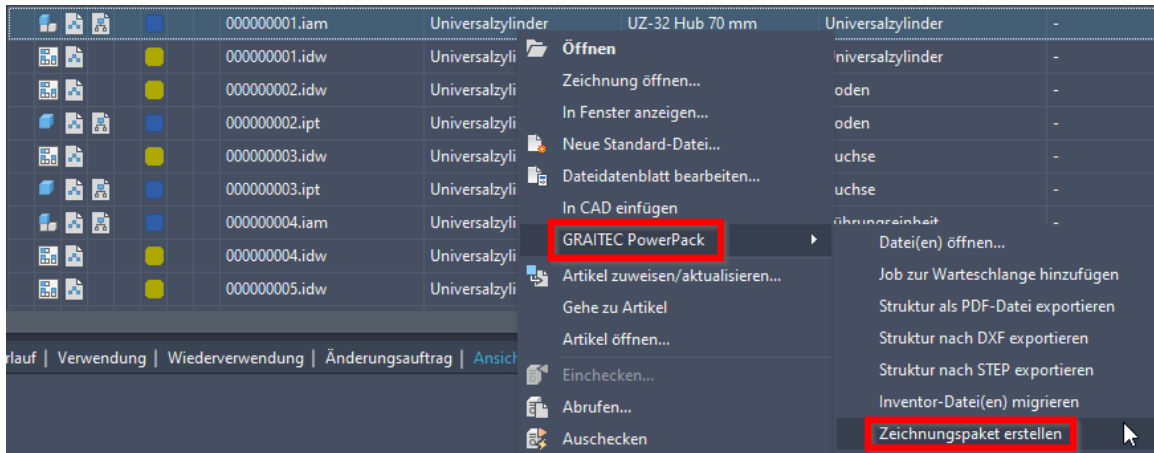 000000001.iam Universalzylinder UZ-32 Hub 70 mm Universalzylinder -
000000001.idw Universalzyli niversalzylinder -
000000002.idw Universalzyli oden -
000000002.ipt Universalzyli oden -
000000003.idw Universalzyli uchse -
000000003.ipt Universalzyli uchse -
000000004.iam Universalzyli ührungseinheit -
000000004.idw Universalzyli
000000005.idw Universalzyli
rlauf | Verwendung | Wiederverwendung | Änderungsauftrag | Ansich
Öffnen
Zeichnung öffnen...
In Fenster anzeigen...
Neue Standard-Datei...
Dateidatenblatt bearbeiten...
In CAD einfügen
GRAITEC PowerPack
Artikel zuweisen/aktualisieren...
Gehe zu Artikel
Artikel öffnen...
Einchecken...
Abrufen...
Auschecken
Datei(en) öffnen...
Job zur Warteschlange hinzufügen
Struktur als PDF-Datei exportieren
Struktur nach DXF exportieren
Struktur nach STEP exportieren
Inventor-Datei(en) migrieren
Zeichnungspaket erstellen